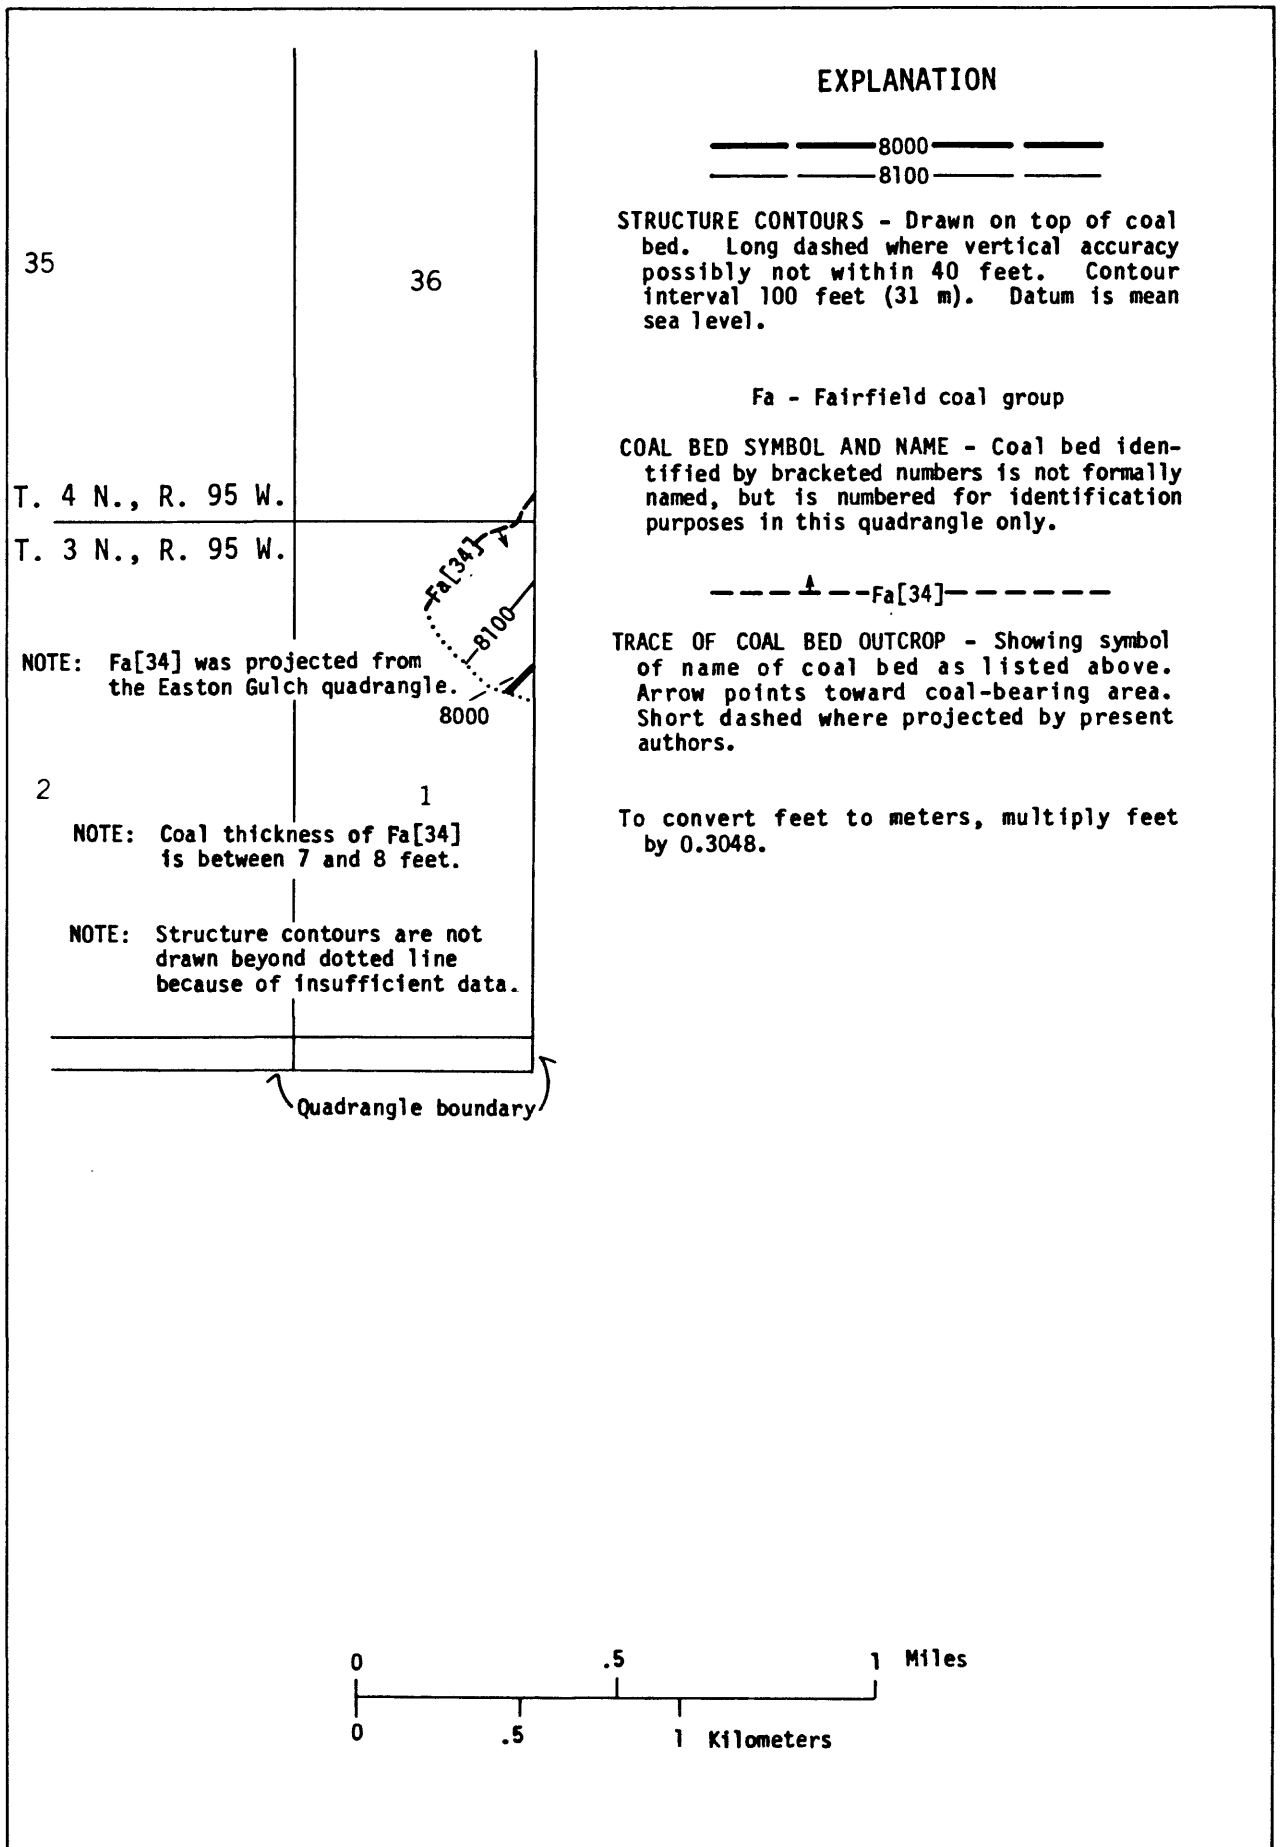 35
36
T. 4 N., R. 95 W.
T. 3 N., R. 95 W.
Fa[34]
8100
NOTE: Fa[34] was projected from
the Easton Gulch quadrangle.
8000
2
1
NOTE: Coal thickness of Fa[34]
is between 7 and 8 feet.
NOTE: Structure contours are not
drawn beyond dotted line
because of insufficient data.
Quadrangle boundary
EXPLANATION
8000
8100
STRUCTURE CONTOURS - Drawn on top of coal
bed. Long dashed where vertical accuracy
possibly not within 40 feet. Contour
interval 100 feet (31 m). Datum is mean
sea level.
Fa - Fairfield coal group
COAL BED SYMBOL AND NAME - Coal bed iden-
tified by bracketed numbers is not formally
named, but is numbered for identification
purposes in this quadrangle only.
Fa[34]
TRACE OF COAL BED OUTCROP - Showing symbol
of name of coal bed as listed above.
Arrow points toward coal-bearing area.
Short dashed where projected by present
authors.
To convert feet to meters, multiply feet
by 0.3048.
0 .5 1 Miles
0 .5 1 Kilometers